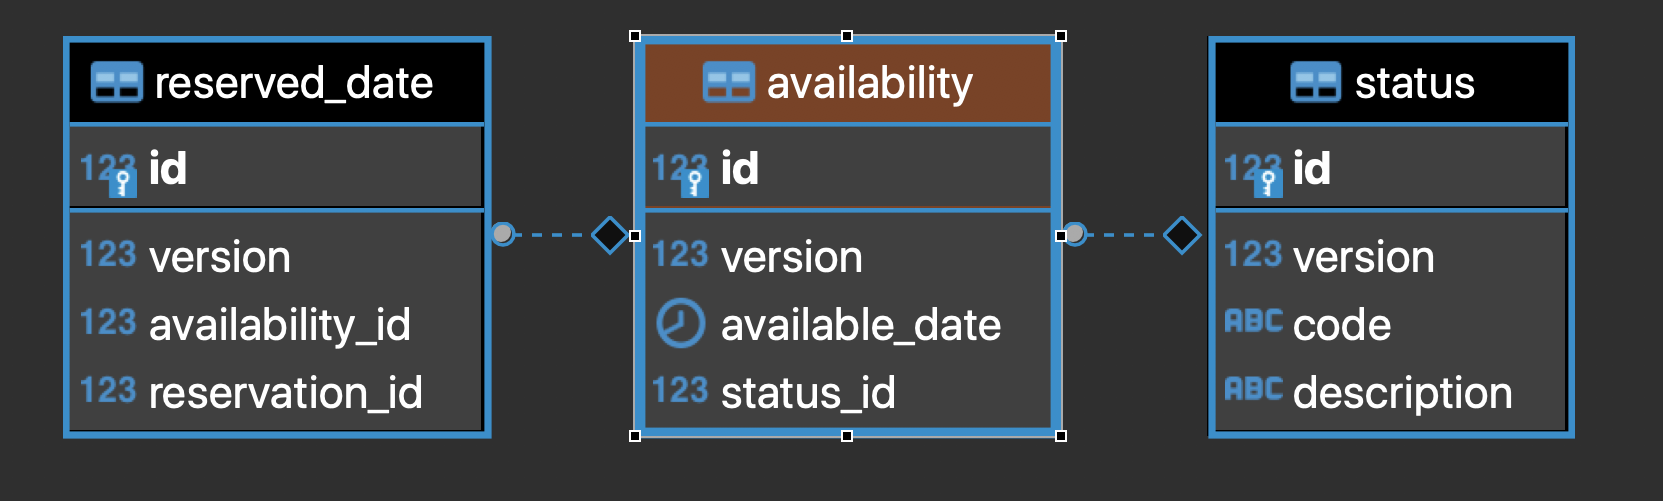 reserved_date
123 id
123 version
123 availability_id
123 reservation_id
availability
123 id
123 version
available_date
123 status_id
status
123 id
123 version
ABC code
ABC description